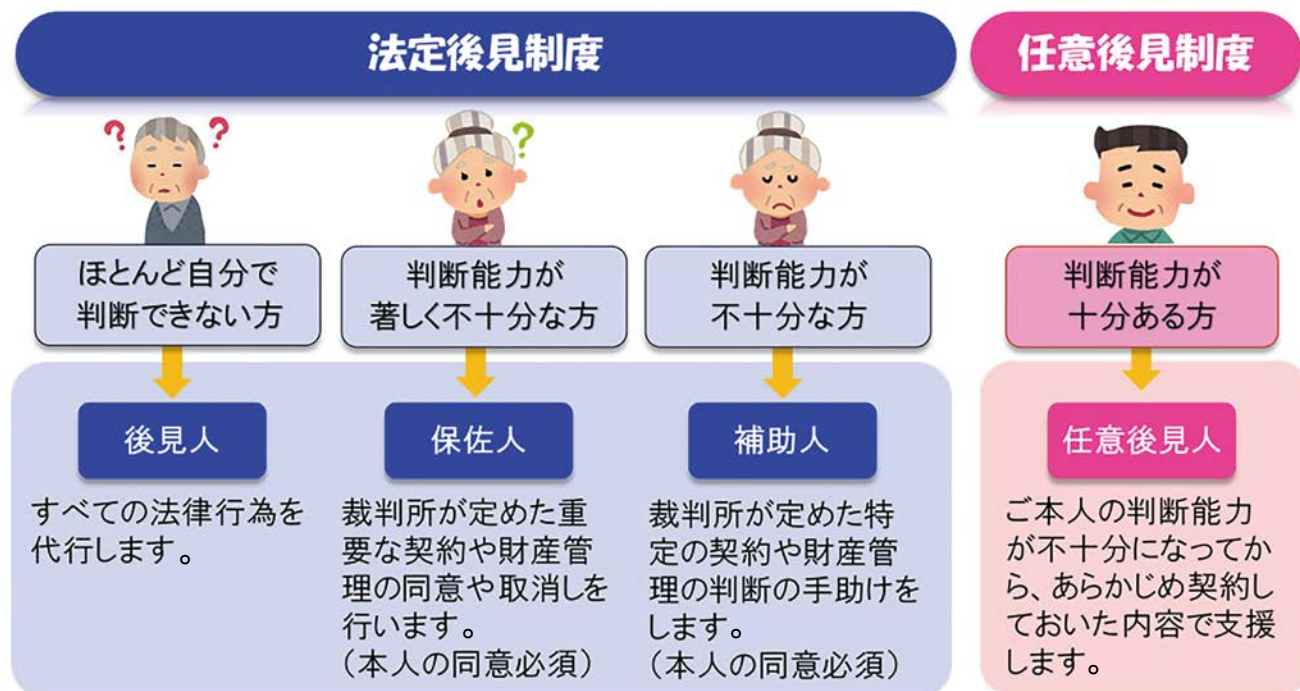 法定後見制度
任意後見制度
?
?
?
ほとんど自分で
判断できない方
判断能力が
著しく不十分な方
判断能力が
不十分な方
判断能力が
十分ある方
後見人
すべての法律行為を
代行します。
保佐人
裁判所が定めた重
要な契約や財産管
理の同意や取消しを
行います。
(本人の同意必須)
補助人
裁判所が定めた特
定の契約や財産管
理の判断の手助けを
します。
(本人の同意必須)
任意後見人
ご本人の判断能力
が不十分になってか
ら、あらかじめ契約し
ておいた内容で支援
します。